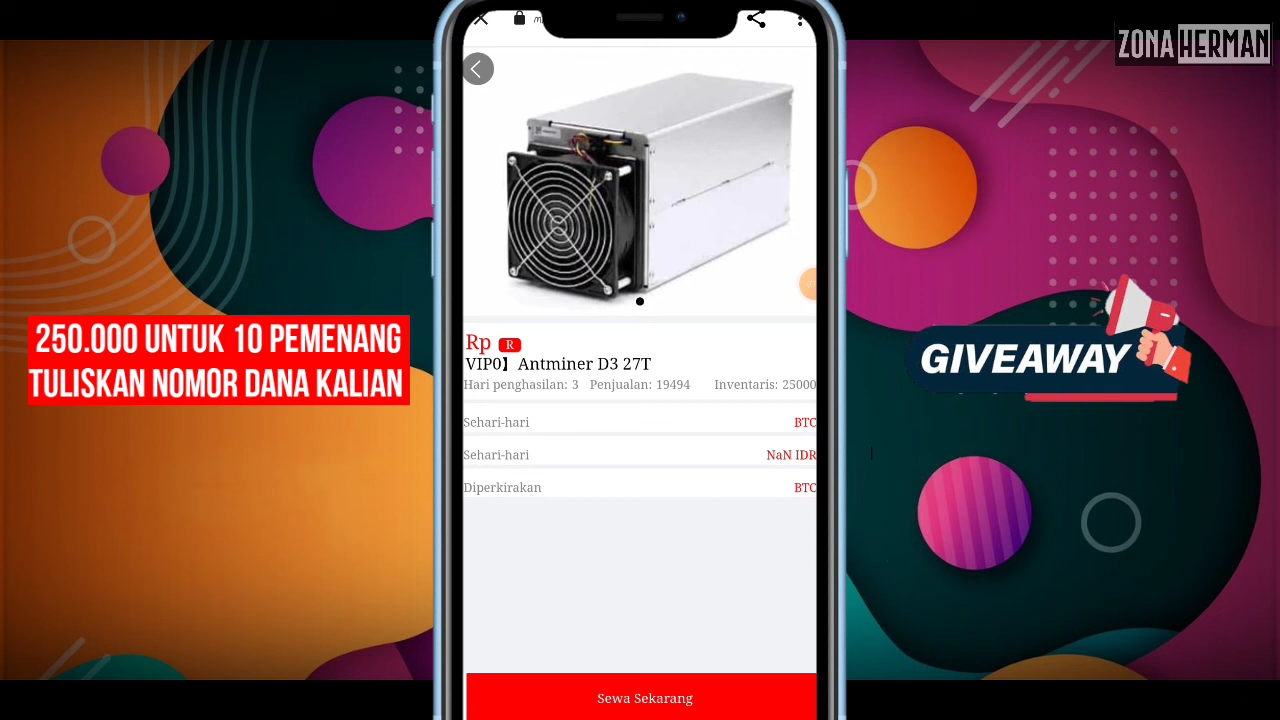 ZONAHERMAN
250.000 UNTUK 10 PEMENANG
TULISKAN NOMOR DANA KALIAN
GIVEAWAY
Rp R
VIP0】Antminer D3 27T
Hari penghasilan: 3 Penjualan: 19494 Inventaris: 25000
Sehari-hari BTC
Sehari-hari NaN IDR
Diperkirakan BTC
Sewa Sekarang